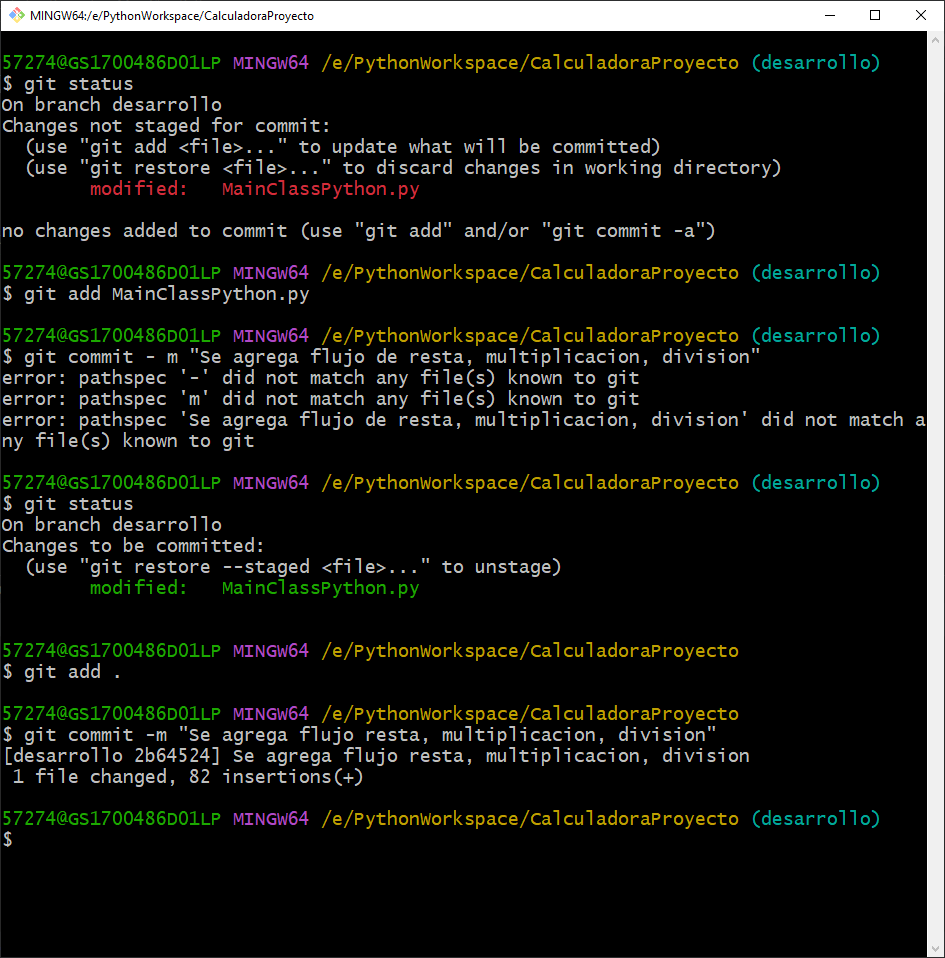 MINGW64:/e/PythonWorkspace/CalculadoraProyecto
57274@GS1700486D01LP MINGW64 /e/PythonWorkspace/CalculadoraProyecto (desarrollo)
$ git status
On branch desarrollo
Changes not staged for commit:
  (use "git add <file>..." to update what will be committed)
  (use "git restore <file>..." to discard changes in working directory)
        modified:   MainClassPython.py
no changes added to commit (use "git add" and/or "git commit -a")
57274@GS1700486D01LP MINGW64 /e/PythonWorkspace/CalculadoraProyecto (desarrollo)
$ git add MainClassPython.py
57274@GS1700486D01LP MINGW64 /e/PythonWorkspace/CalculadoraProyecto (desarrollo)
$ git commit - m "Se agrega flujo de resta, multiplicacion, division"
error: pathspec '-' did not match any file(s) known to git
error: pathspec 'm' did not match any file(s) known to git
error: pathspec 'Se agrega flujo de resta, multiplicacion, division' did not match a
ny file(s) known to git
57274@GS1700486D01LP MINGW64 /e/PythonWorkspace/CalculadoraProyecto (desarrollo)
$ git status
On branch desarrollo
Changes to be committed:
  (use "git restore --staged <file>..." to unstage)
        modified:   MainClassPython.py
57274@GS1700486D01LP MINGW64 /e/PythonWorkspace/CalculadoraProyecto
$ git add .
57274@GS1700486D01LP MINGW64 /e/PythonWorkspace/CalculadoraProyecto
$ git commit -m "Se agrega flujo resta, multiplicacion, division"
[desarrollo 2b64524] Se agrega flujo resta, multiplicacion, division
 1 file changed, 82 insertions(+)
57274@GS1700486D01LP MINGW64 /e/PythonWorkspace/CalculadoraProyecto (desarrollo)
$